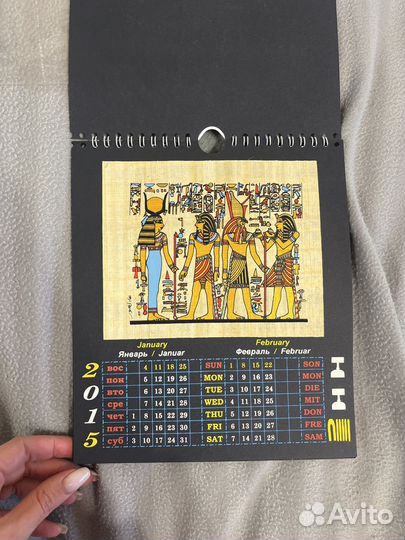 January February
Январь / Januar Февраль / Februar
2015
вос 4 11 18 25 SUN 1 8 15 22 SON
пон 5 12 19 26 MON 2 9 16 23 MON
вто 6 13 20 27 TUE 3 10 17 24 DIE
сре 7 14 21 28 WED 4 11 18 25 MIT
чет 1 8 15 22 29 THU 5 12 19 26 DON
пят 2 9 16 23 30 FRI 6 13 20 27 FRE
суб 3 10 17 24 31 SAT 7 14 21 28 SAM
Avito